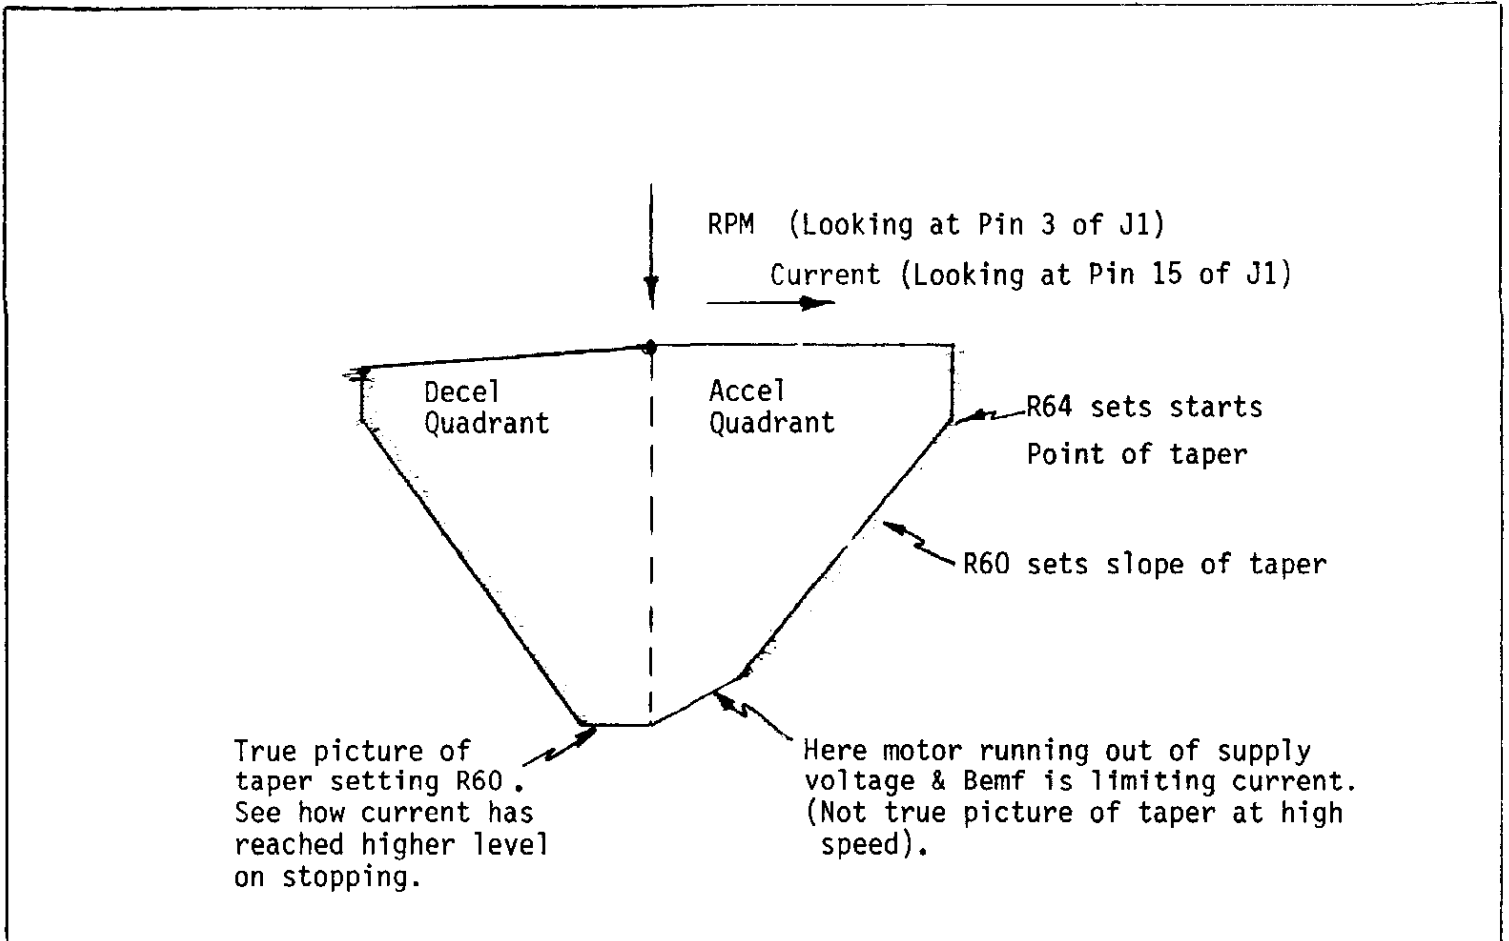 RPM (Looking at Pin 3 of J1)
Current (Looking at Pin 15 of J1)
Decel
Quadrant
Accel
Quadrant
R64 sets starts
Point of taper
R60 sets slope of taper
True picture of
taper setting R60.
See how current has
reached higher level
on stopping.
Here motor running out of supply
voltage & Bemf is limiting current.
(Not true picture of taper at high
speed).